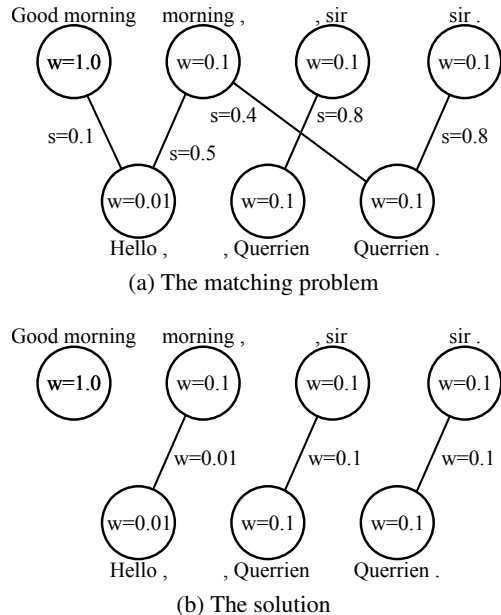 Good morning morning , , sir sir .
w=1.0 w=0.1 w=0.1 w=0.1
s=0.1 s=0.5 s=0.4 s=0.8 s=0.8
w=0.01 w=0.1 w=0.1
Hello , , Querrien Querrien .
(a) The matching problem
Good morning morning , , sir sir .
w=1.0 w=0.1 w=0.1 w=0.1
w=0.01 w=0.1 w=0.1
w=0.01 w=0.1 w=0.1
Hello , , Querrien Querrien .
(b) The solution